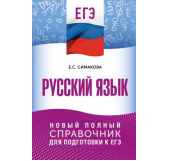 ЕГЭ
Е.С. СИМАКОВА
РУССКИЙ ЯЗЫК
НОВЫЙ ПОЛНЫЙ
СПРАВОЧНИК
ДЛЯ ПОДГОТОВКИ К ЕГЭ